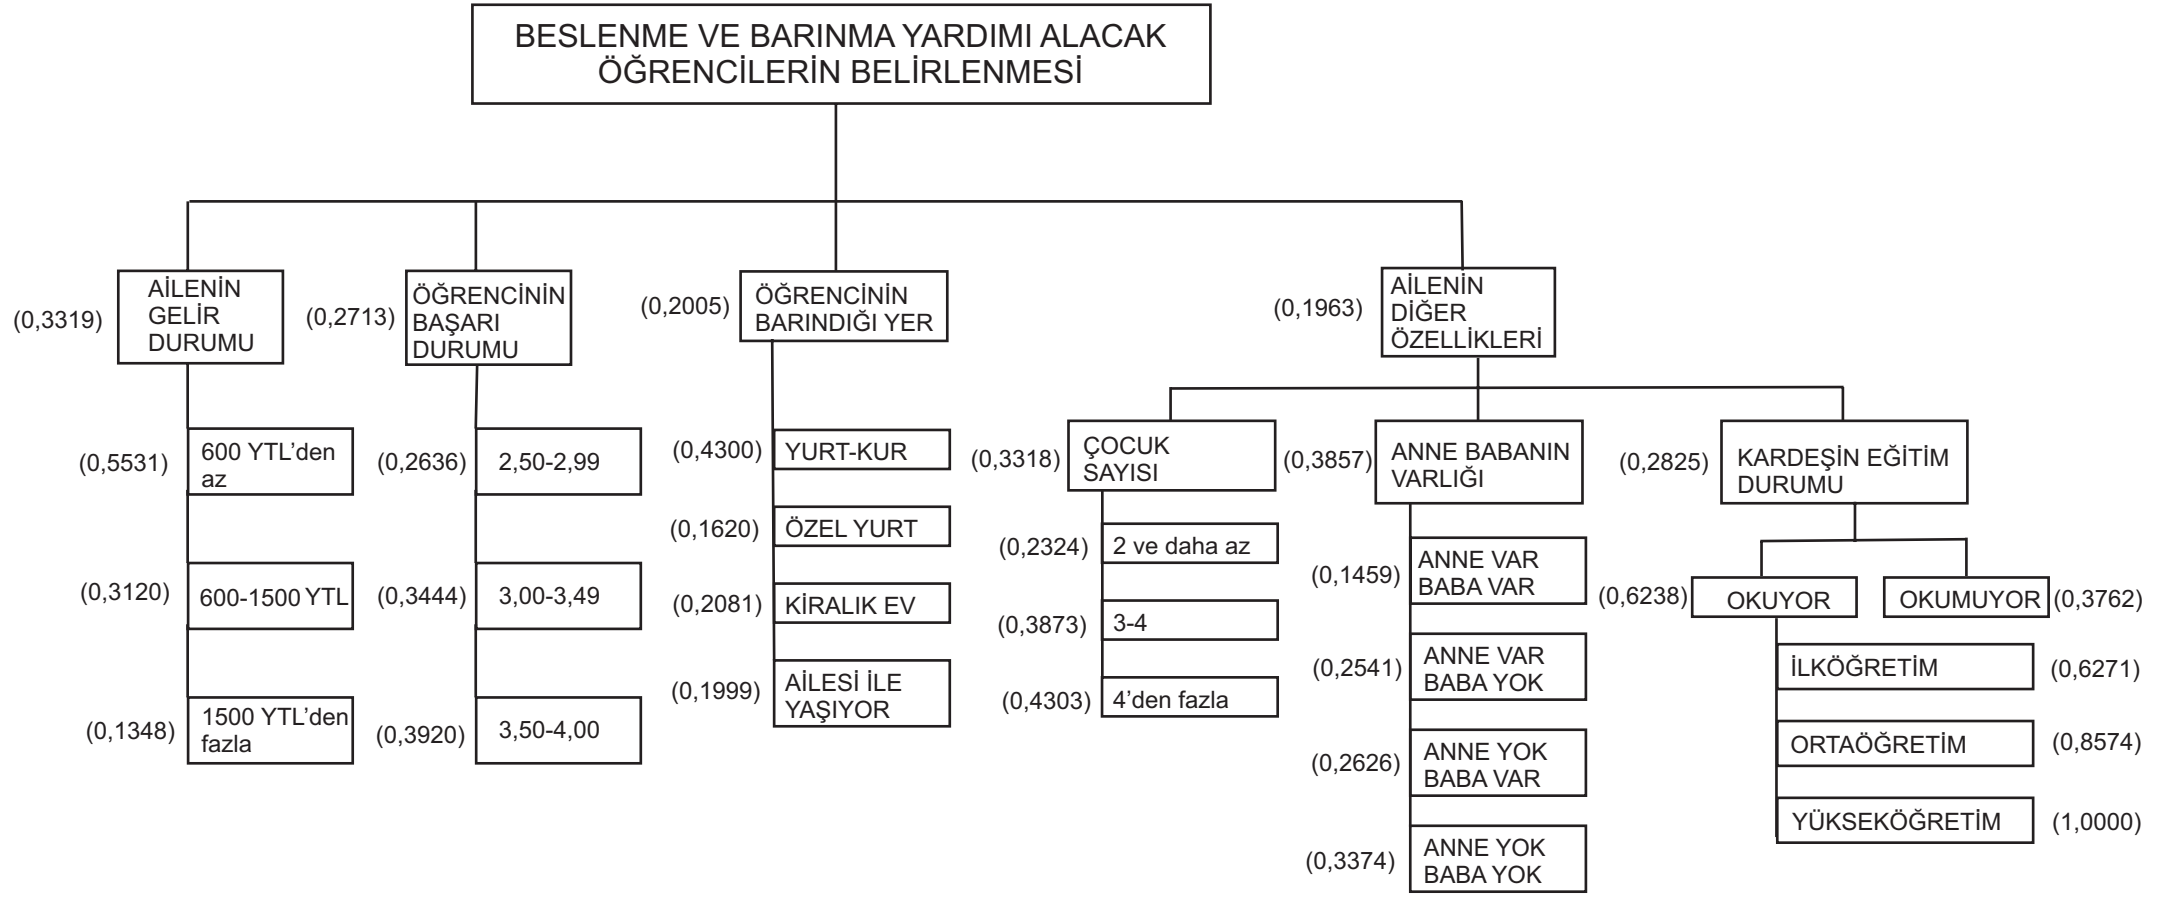 BESLENME VE BARINMA YARDIMI ALACAK
ÖĞRENCİLERİN BELİRLENMESİ
(0,3319)
AİLENİN
GELİR
DURUMU
(0,5531)
600 YTL’den
az
(0,3120)
600-1500 YTL
(0,1348)
1500 YTL’den
fazla
(0,2713)
ÖĞRENCİNİN
BAŞARI
DURUMU
(0,2636)
2,50-2,99
(0,3444)
3,00-3,49
(0,3920)
3,50-4,00
(0,2005)
ÖĞRENCİNİN
BARINDIĞI YER
(0,4300)
YURT-KUR
(0,1620)
ÖZEL YURT
(0,2081)
KİRALIK EV
(0,1999)
AİLESİ İLE
YAŞIYOR
(0,1963)
AİLENİN
DİĞER
ÖZELLİKLERİ
(0,3318)
ÇOCUK
SAYISI
(0,2324)
2 ve daha az
(0,3873)
3-4
(0,4303)
4’den fazla
(0,3857)
ANNE BABANIN
VARLIĞI
(0,1459)
ANNE VAR
BABA VAR
(0,2541)
ANNE VAR
BABA YOK
(0,2626)
ANNE YOK
BABA VAR
(0,3374)
ANNE YOK
BABA YOK
(0,2825)
KARDEŞİN EĞİTİM
DURUMU
(0,6238)
OKUYOR
OKUMUYOR
(0,3762)
İLKÖĞRETİM
(0,6271)
ORTAÖĞRETİM
(0,8574)
YÜKSEKÖĞRETİM
(1,0000)